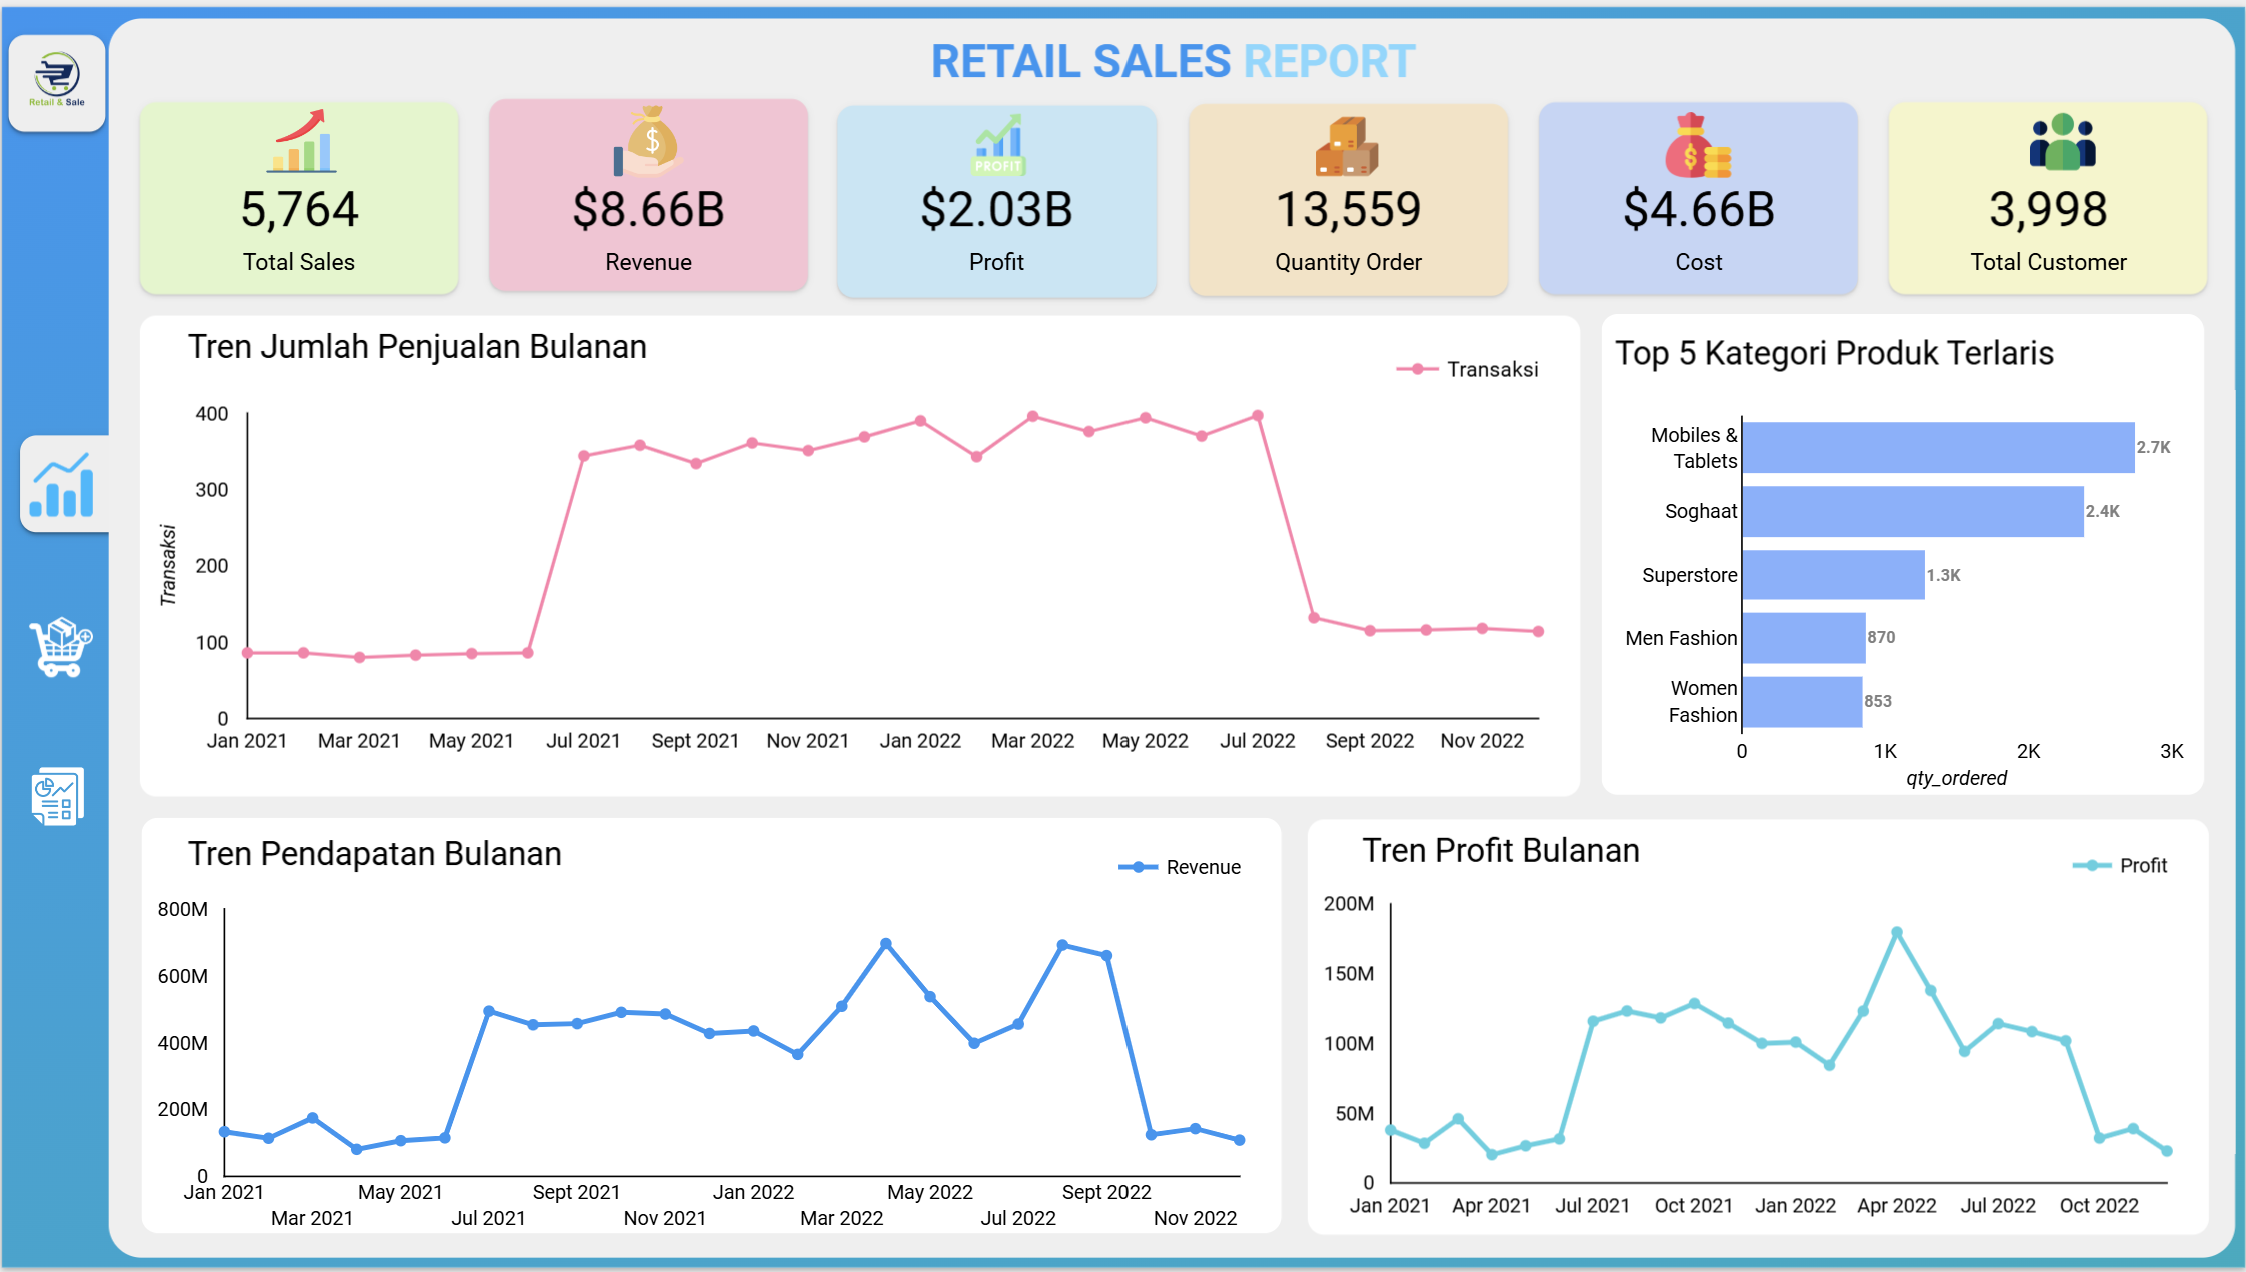 RETAIL SALES REPORT
Retail & Sale
5,764
Total Sales
$8.66B
Revenue
PROFIT
$2.03B
Profit
13,559
Quantity Order
$4.66B
Cost
3,998
Total Customer
Tren Jumlah Penjualan Bulanan
Transaksi
Transaksi
400
300
200
100
0
Jan 2021 Mar 2021 May 2021 Jul 2021 Sept 2021 Nov 2021 Jan 2022 Mar 2022 May 2022 Jul 2022 Sept 2022 Nov 2022
Top 5 Kategori Produk Terlaris
Mobiles &
Tablets
2.7K
Soghaat 2.4K
Superstore 1.3K
Men Fashion 870
Women
Fashion
853
0 1K 2K 3K
qty_ordered
Tren Pendapatan Bulanan
Revenue
800M
600M
400M
200M
0
Jan 2021 May 2021 Sept 2021 Jan 2022 May 2022 Sept 2022
Mar 2021 Jul 2021 Nov 2021 Mar 2022 Jul 2022 Nov 2022
Tren Profit Bulanan
Profit
200M
150M
100M
50M
0
Jan 2021 Apr 2021 Jul 2021 Oct 2021 Jan 2022 Apr 2022 Jul 2022 Oct 2022